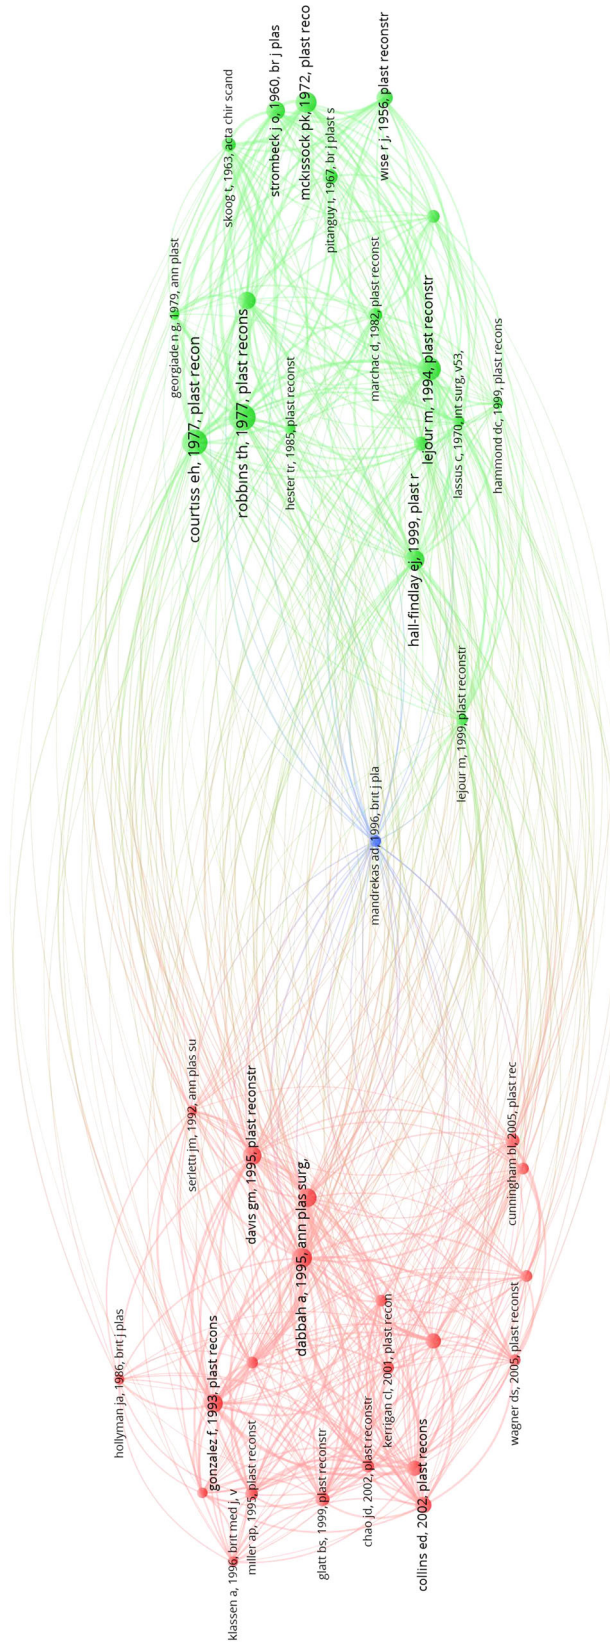 skoog t, 1963, acta chir scand
strombeck j o, 1960, br j plas
mckissock pk, 1972, plast reco
pitanguy i, 1967, br j plast s
wise r j, 1956, plast reconstr
georgiade n g, 1979, ann plast
courtiss eh, 1977, plast recon
robbins th, 1977, plast recons
hester tr, 1985, plast reconst
marchac d, 1982, plast reconst
lejour m, 1994, plast reconstr
lassus c, 1970, int surg, v53,
hammond dc, 1999, plast recons
hall-findlay ej, 1999, plast r
lejour m, 1999, plast reconstr
mandrekas ad, 1996, brit j pla
serletti jm, 1992, ann plas su
davis gm, 1995, plast reconstr
dabbah a, 1995, ann plas surg,
cunningham bl, 2005, plast rec
hollyman ja, 1986, brit j plas
gonzalez f, 1993, plast recons
kerrigan cl, 2001, plast recon
wagner ds, 2005, plast reconst
klassen a, 1996, brit med j, v
miller ap, 1995, plast reconst
glatt bs, 1999, plast reconstr
chao jd, 2002, plast reconstr
collins ed, 2002, plast recons